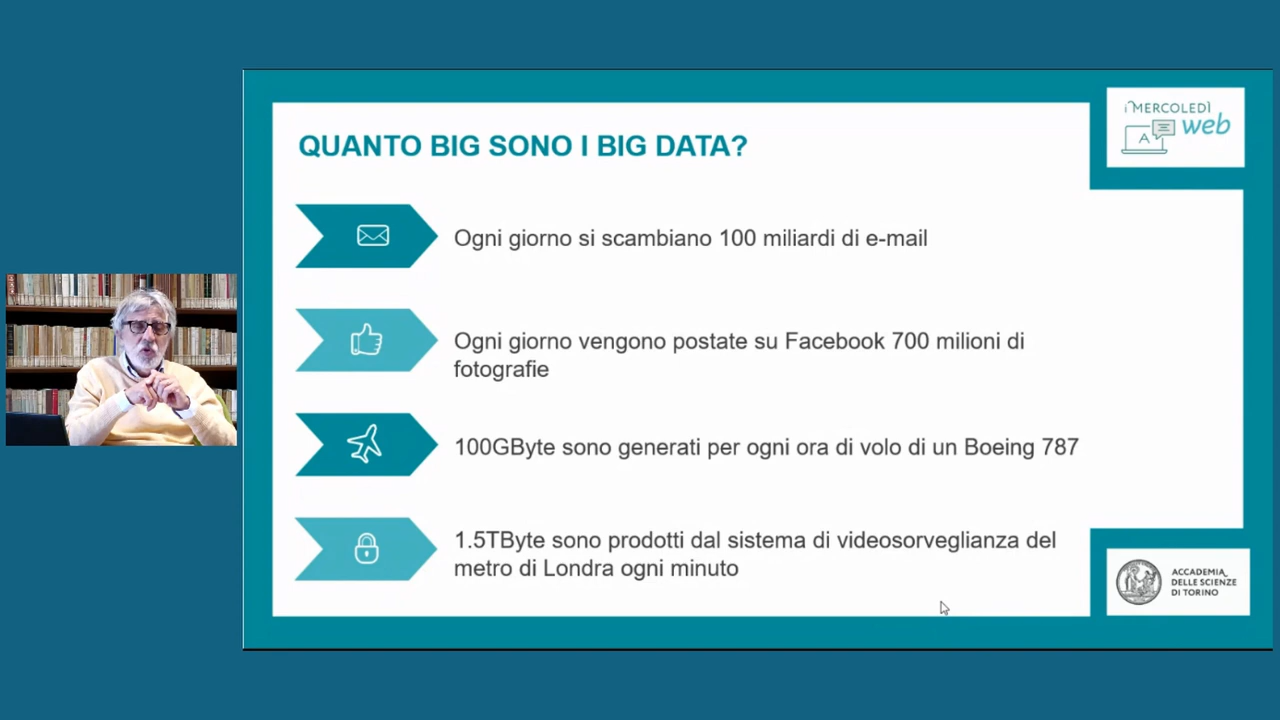 QUANTO BIG SONO I BIG DATA?
Ogni giorno si scambiano 100 miliardi di e-mail
Ogni giorno vengono postate su Facebook 700 milioni di
fotografie
100GByte sono generati per ogni ora di volo di un Boeing 787
1.5TByte sono prodotti dal sistema di videosorveglianza del
metro di Londra ogni minuto
i MERCOLEDÌ
A
web
ACCADEMIA
DELLE SCIENZE
DI TORINO